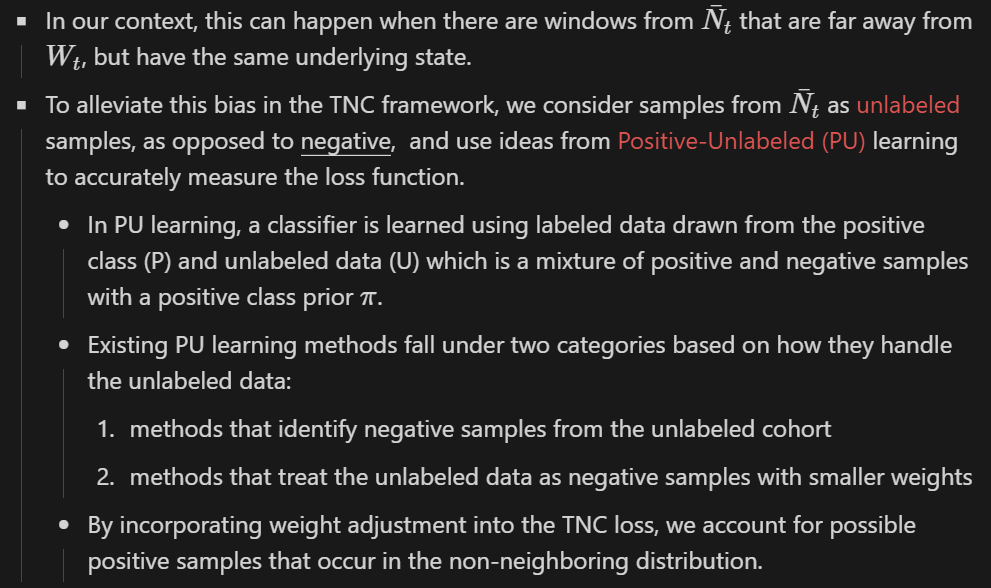 ▪ In our context, this can happen when there are windows from N̄ₜ that are far away from
Wₜ, but have the same underlying state.
▪ To alleviate this bias in the TNC framework, we consider samples from N̄ₜ as unlabeled
samples, as opposed to negative, and use ideas from Positive-Unlabeled (PU) learning
to accurately measure the loss function.
• In PU learning, a classifier is learned using labeled data drawn from the positive
class (P) and unlabeled data (U) which is a mixture of positive and negative samples
with a positive class prior π.
• Existing PU learning methods fall under two categories based on how they handle
the unlabeled data:
1. methods that identify negative samples from the unlabeled cohort
2. methods that treat the unlabeled data as negative samples with smaller weights
• By incorporating weight adjustment into the TNC loss, we account for possible
positive samples that occur in the non-neighboring distribution.